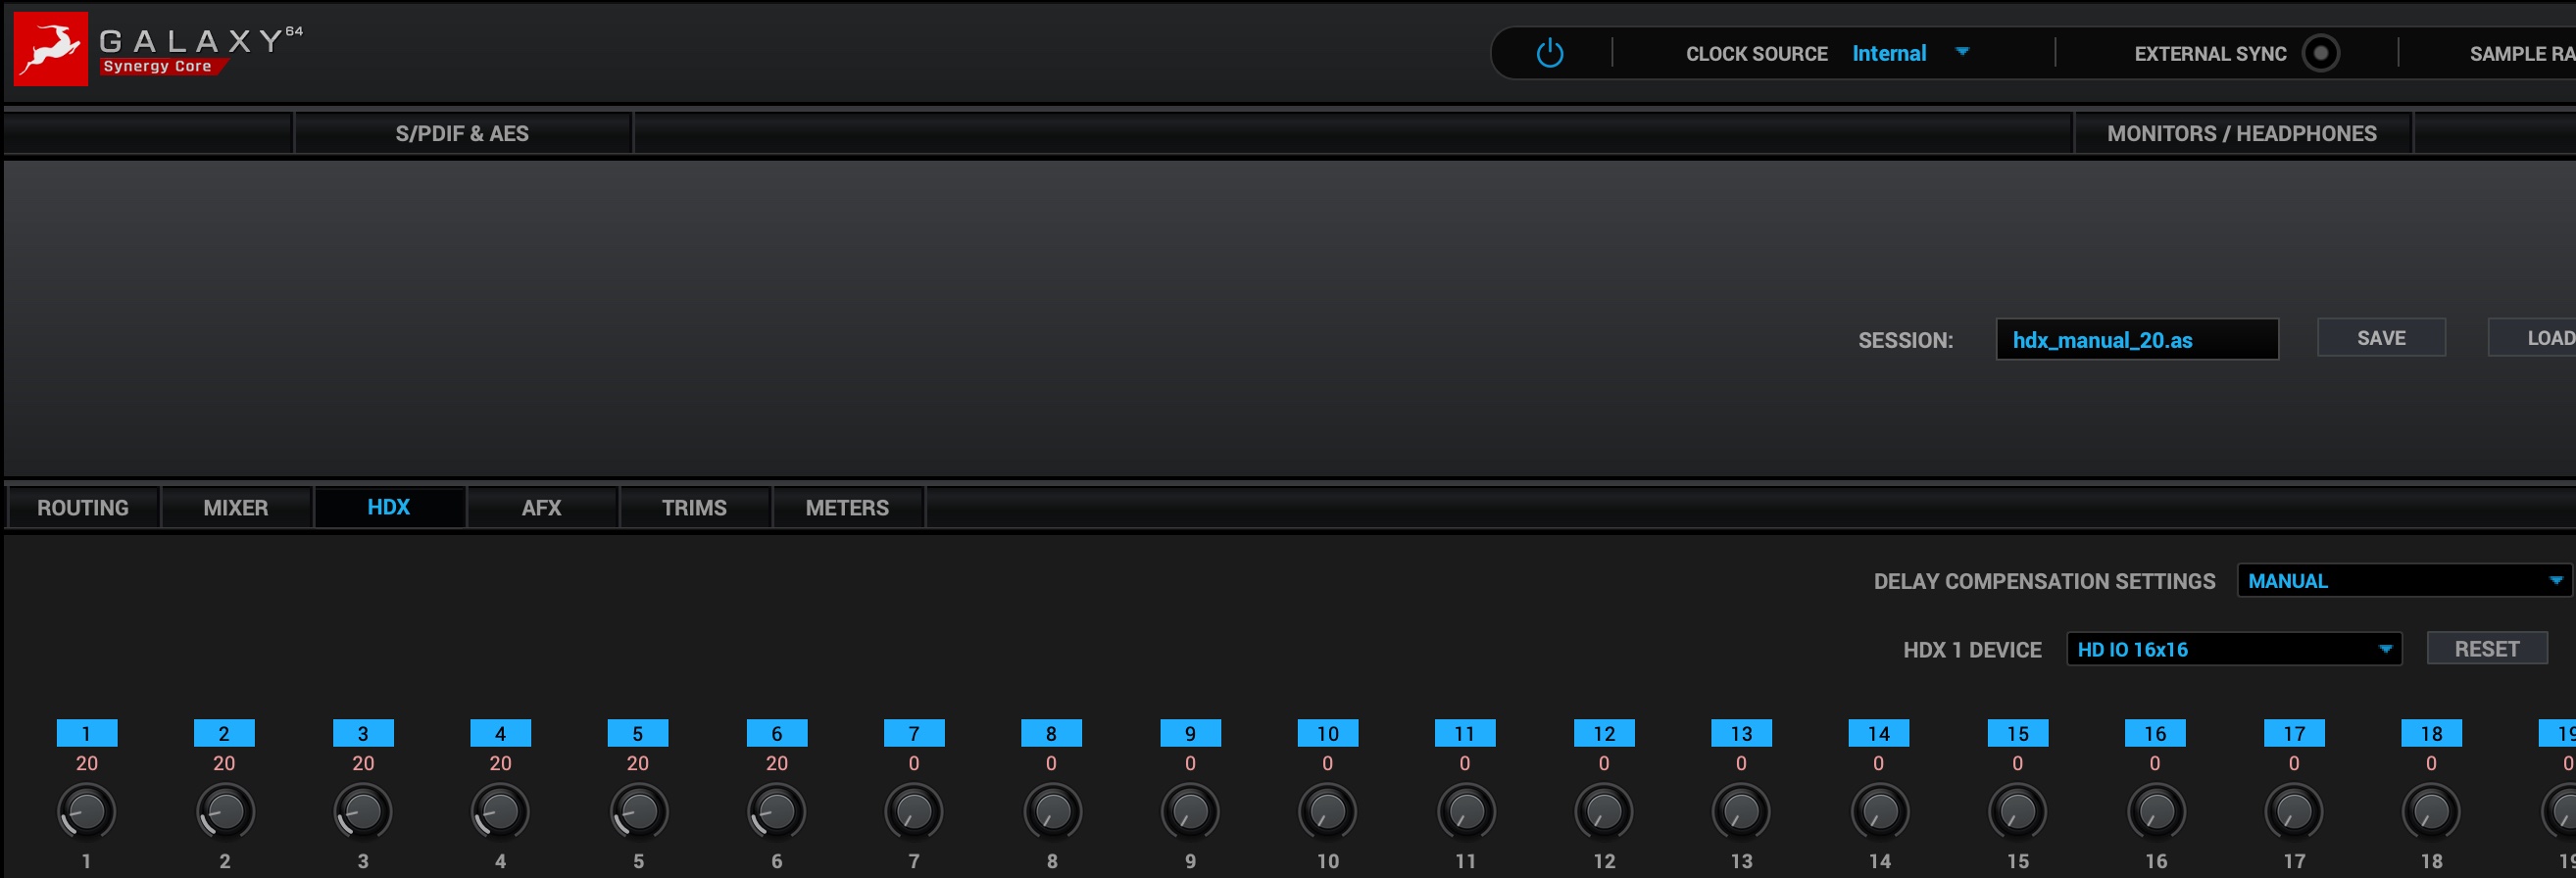 GALAXY64
Synergy Core
CLOCK SOURCE Internal EXTERNAL SYNC SAMPLE RA
S/PDIF & AES MONITORS / HEADPHONES
SESSION: hdx_manual_20.as SAVE LOAD
ROUTING MIXER HDX AFX TRIMS METERS
DELAY COMPENSATION SETTINGS MANUAL
HDX 1 DEVICE HD IO 16x16 RESET
1 2 3 4 5 6 7 8 9 10 11 12 13 14 15 16 17 18 19
20 20 20 20 20 20 0 0 0 0 0 0 0 0 0 0 0 0 0
1 2 3 4 5 6 7 8 9 10 11 12 13 14 15 16 17 18 19